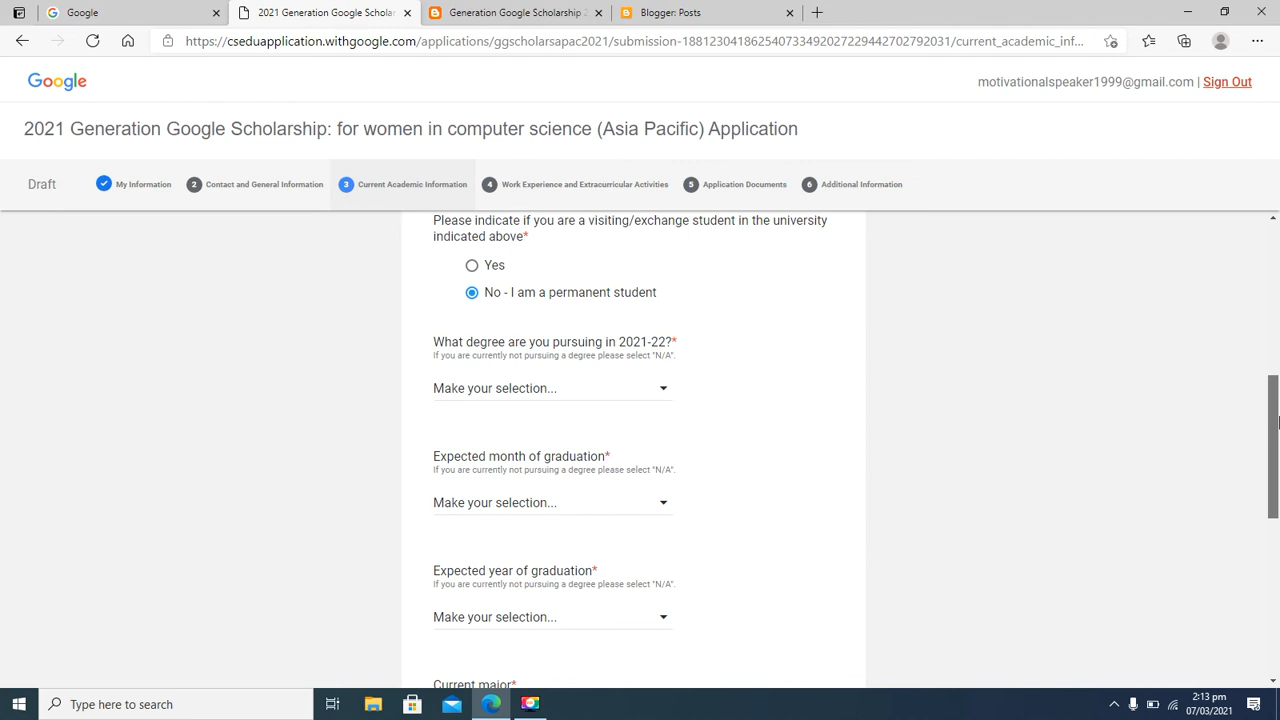 Google
2021 Generation Google Scholar
Generation Google Scholarship 2
Blogger: Posts
https://cseduapplication.withgoogle.com/applications/ggscholarsapac2021/submission-18812304186254073349202722944270279203​1/current_academic_inf...
Google
motivationalspeaker1999@gmail.com | Sign Out
2021 Generation Google Scholarship: for women in computer science (Asia Pacific) Application
Draft
My Information
2 Contact and General Information
3 Current Academic Information
4 Work Experience and Extracurricular Activities
5 Application Documents
6 Additional Information
Please indicate if you are a visiting/exchange student in the university
indicated above*
Yes
No - I am a permanent student
What degree are you pursuing in 2021-22?*
If you are currently not pursuing a degree please select "N/A".
Make your selection...
Expected month of graduation*
If you are currently not pursuing a degree please select "N/A".
Make your selection...
Expected year of graduation*
If you are currently not pursuing a degree please select "N/A".
Make your selection...
Current major*
Type here to search
2:13 pm
07/03/2021